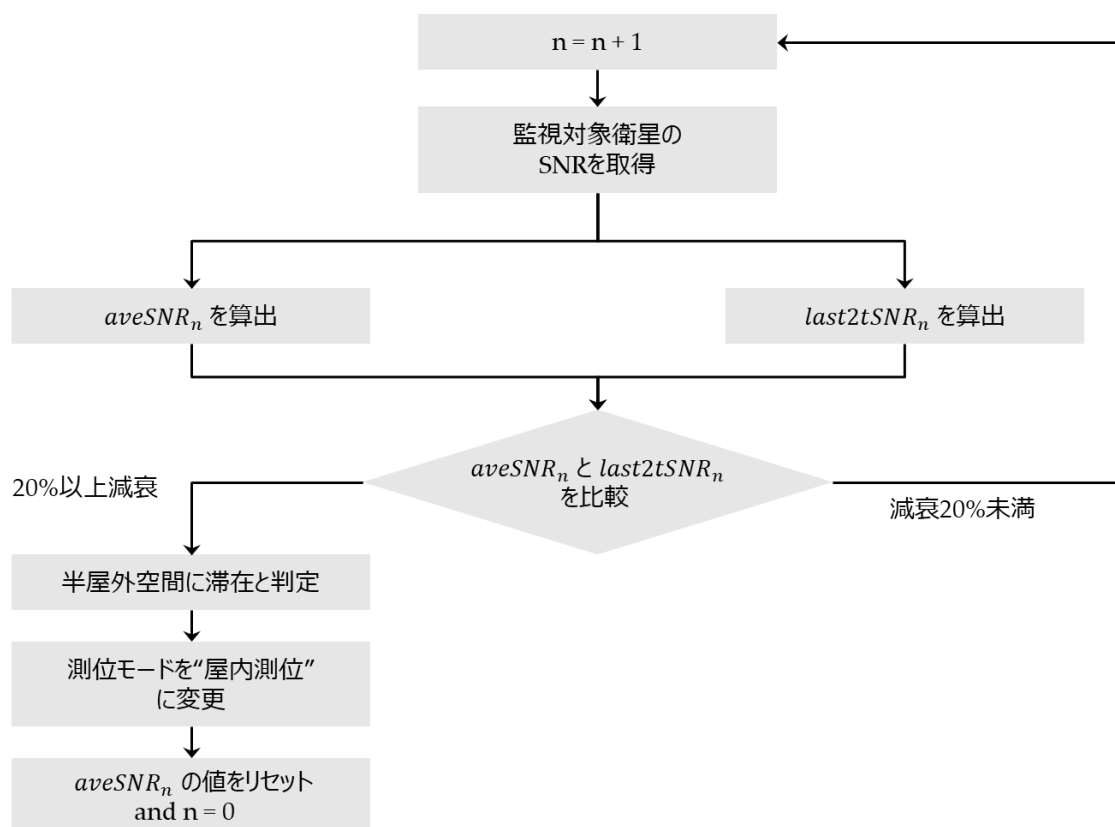 n = n + 1
監視対象衛星の
SNRを取得
aveSNRₙ を算出
last2tSNRₙ を算出
aveSNRₙ と last2tSNRₙ
を比較
20%以上減衰
減衰20%未満
半屋外空間に滞在と判定
測位モードを“屋内測位”
に変更
aveSNRₙ の値をリセット
and n = 0